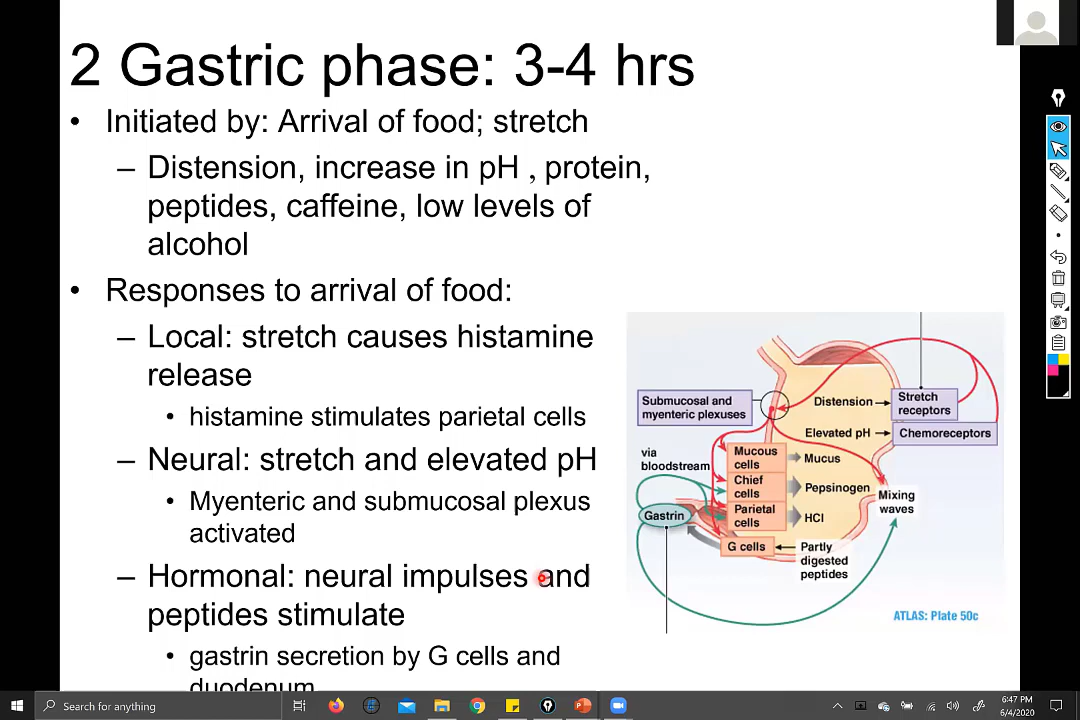 2 Gastric phase: 3-4 hrs
• Initiated by: Arrival of food; stretch
– Distension, increase in pH , protein,
peptides, caffeine, low levels of
alcohol
• Responses to arrival of food:
– Local: stretch causes histamine
release
• histamine stimulates parietal cells
– Neural: stretch and elevated pH
• Myenteric and submucosal plexus
activated
– Hormonal: neural impulses and
peptides stimulate
• gastrin secretion by G cells and
duodenum
Submucosal and
myenteric plexuses
Distension
Stretch
receptors
Elevated pH
Chemoreceptors
via
bloodstream
Mucous
cells
Mucus
Chief
cells
Pepsinogen
Parietal
cells
HCl
Mixing
waves
Gastrin
G cells
Partly
digested
peptides
ATLAS: Plate 50c
Search for anything
6:47 PM
6/4/2020